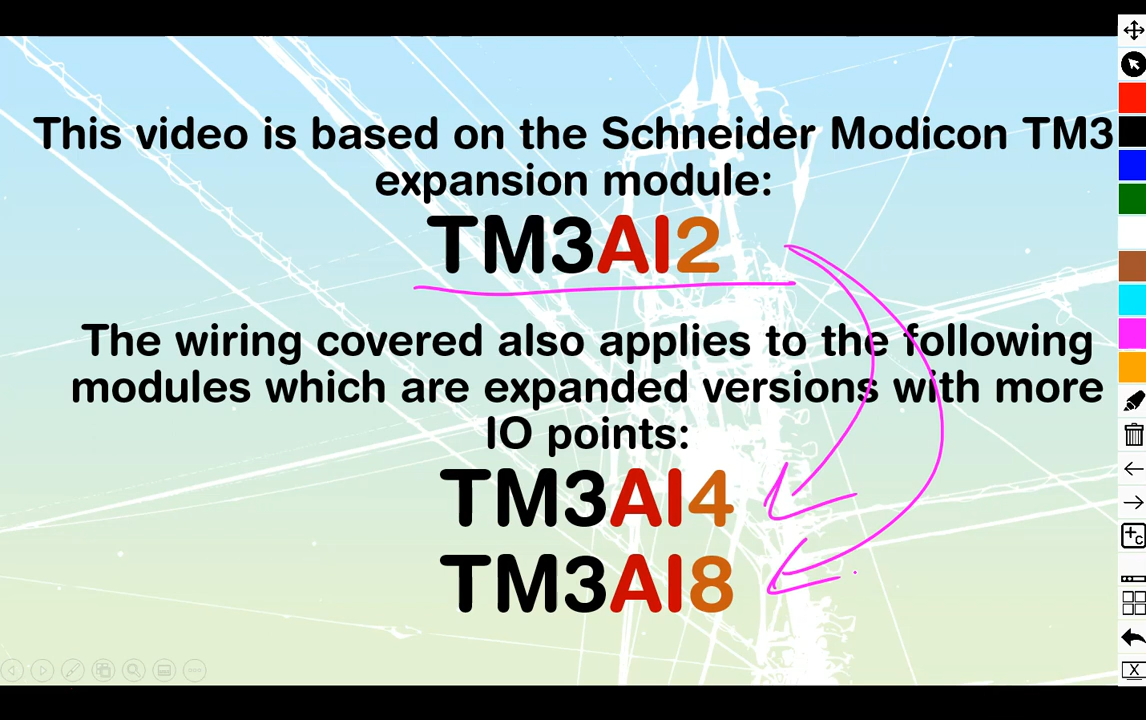 This video is based on the Schneider Modicon TM3
expansion module:
TM3AI2
The wiring covered also applies to the following
modules which are expanded versions with more
IO points:
TM3AI4
TM3AI8